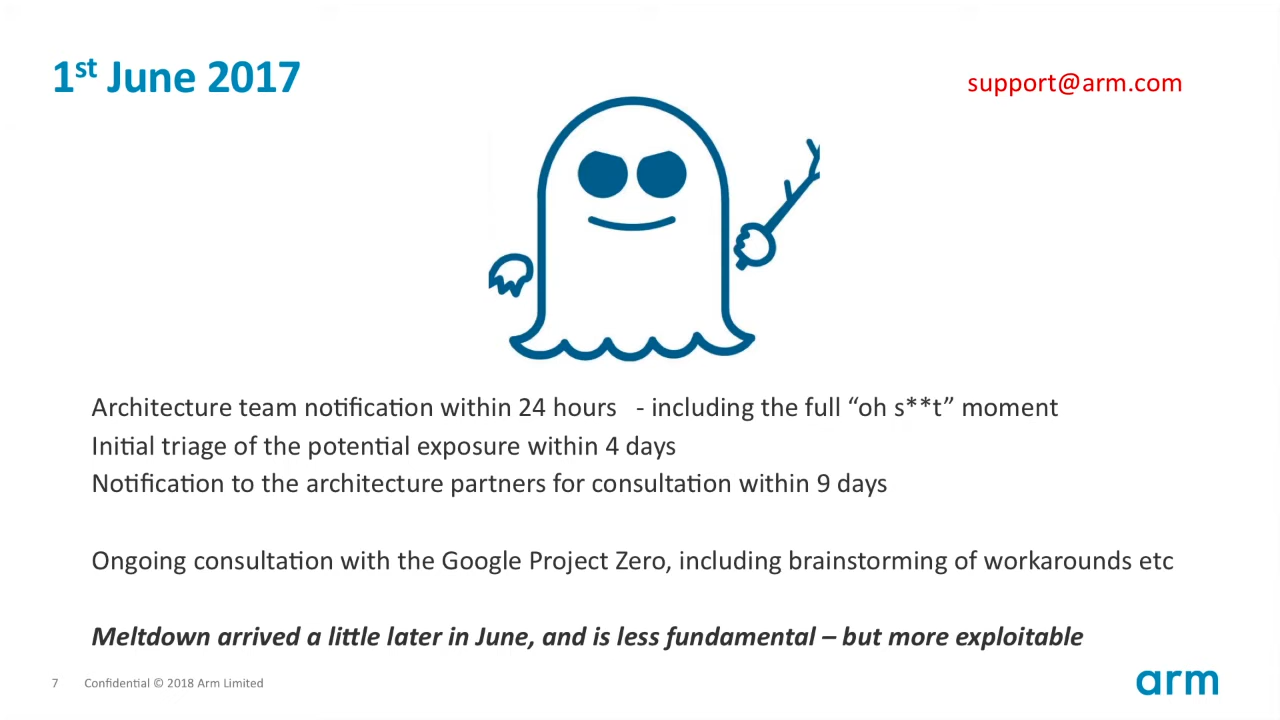 1st June 2017
support@arm.com
Architecture team notification within 24 hours - including the full “oh s**t” moment
Initial triage of the potential exposure within 4 days
Notification to the architecture partners for consultation within 9 days
Ongoing consultation with the Google Project Zero, including brainstorming of workarounds etc
Meltdown arrived a little later in June, and is less fundamental – but more exploitable
7 Confidential © 2018 Arm Limited
arm